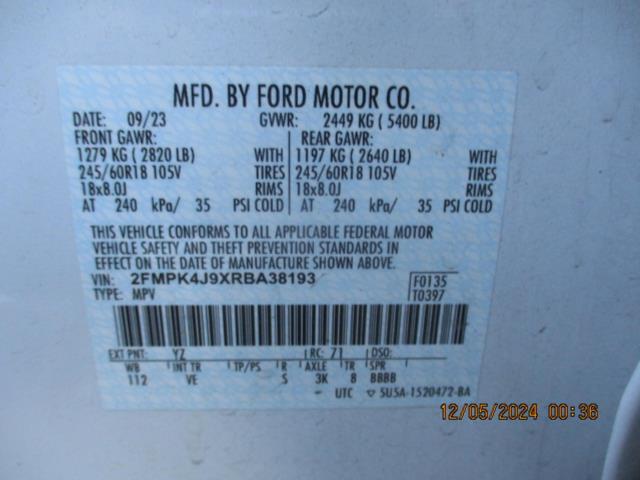 MFD. BY FORD MOTOR CO.
DATE: 09/23 GVWR: 2449 KG ( 5400 LB)
FRONT GAWR: REAR GAWR:
1279 KG ( 2820 LB) WITH 1197 KG ( 2640 LB) WITH
245/60R18 105V TIRES 245/60R18 105V TIRES
18x8.0J RIMS 18x8.0J RIMS
AT 240 kPa/ 35 PSI COLD AT 240 kPa/ 35 PSI COLD
THIS VEHICLE CONFORMS TO ALL APPLICABLE FEDERAL MOTOR
VEHICLE SAFETY AND THEFT PREVENTION STANDARDS IN
EFFECT ON THE DATE OF MANUFACTURE SHOWN ABOVE.
VIN: 2FMPK4J9XRBA38193 F0135
TYPE: MPV T0397
EXT PNT: YZ RC: 71 DSO:
WB INT TR TP/PS R AXLE TR SPR
112 VE S 3K 8 BBBB
- UTC ▽ 5U5A-1520472-BA
12/05/2024 00:36